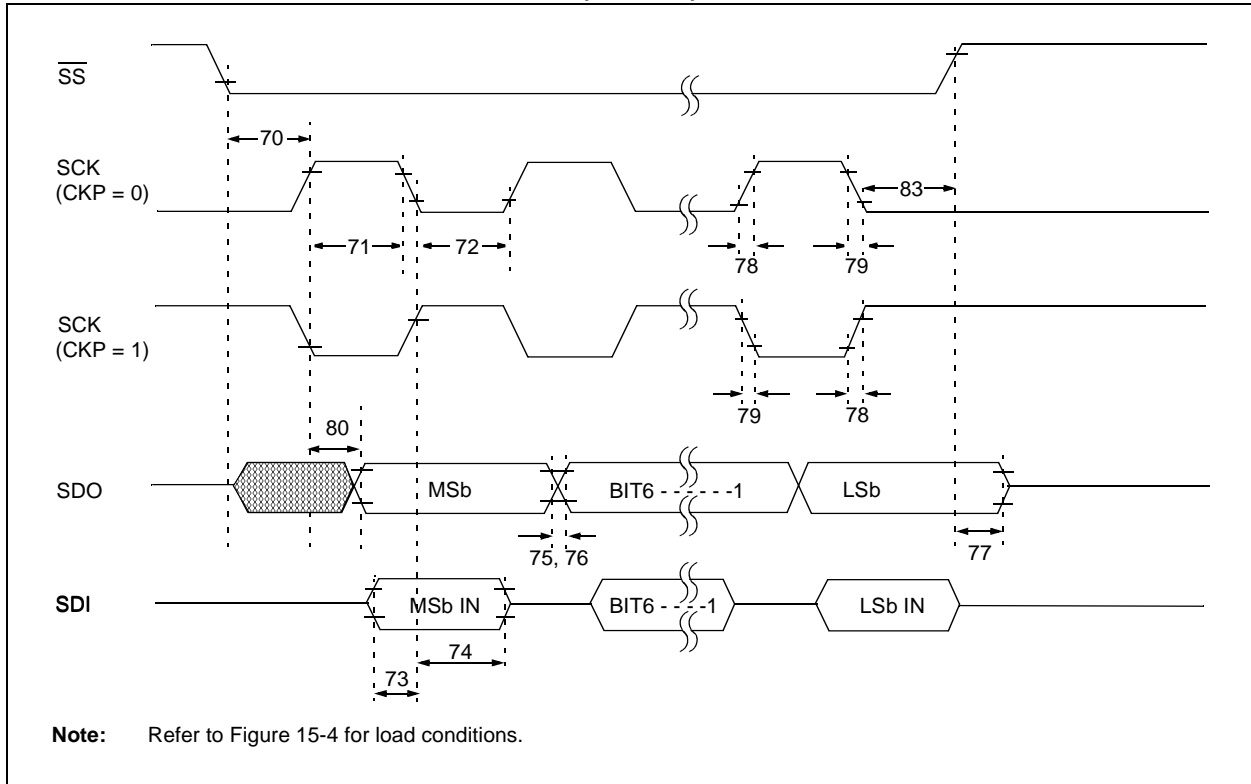 SS
70
SCK
(CKP = 0)
83
71
72
78
79
SCK
(CKP = 1)
79
78
80
SDO
MSb
BIT6 - - - - - -1
LSb
75, 76
77
SDI
MSb IN
BIT6 - - - -1
LSb IN
74
73
Note: Refer to Figure 15-4 for load conditions.